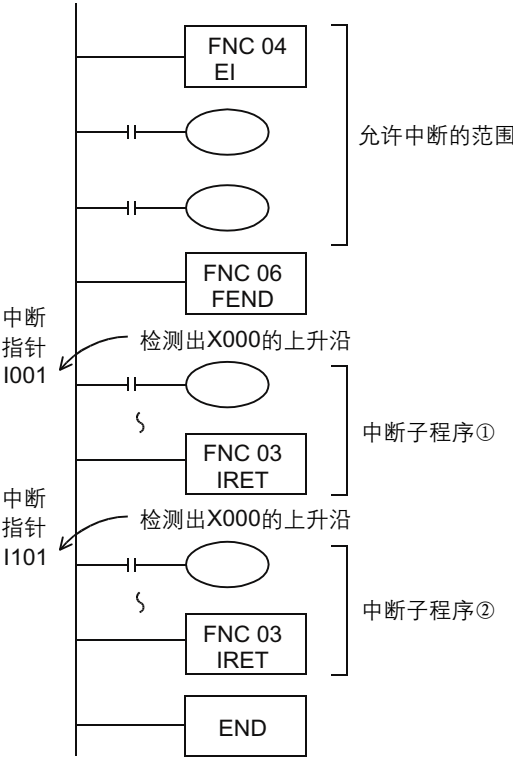 FNC 04
EI
允许中断的范围
FNC 06
FEND
中断
指针
I001
检测出X000的上升沿
中断子程序①
FNC 03
IRET
中断
指针
I101
检测出X000的上升沿
中断子程序②
FNC 03
IRET
END